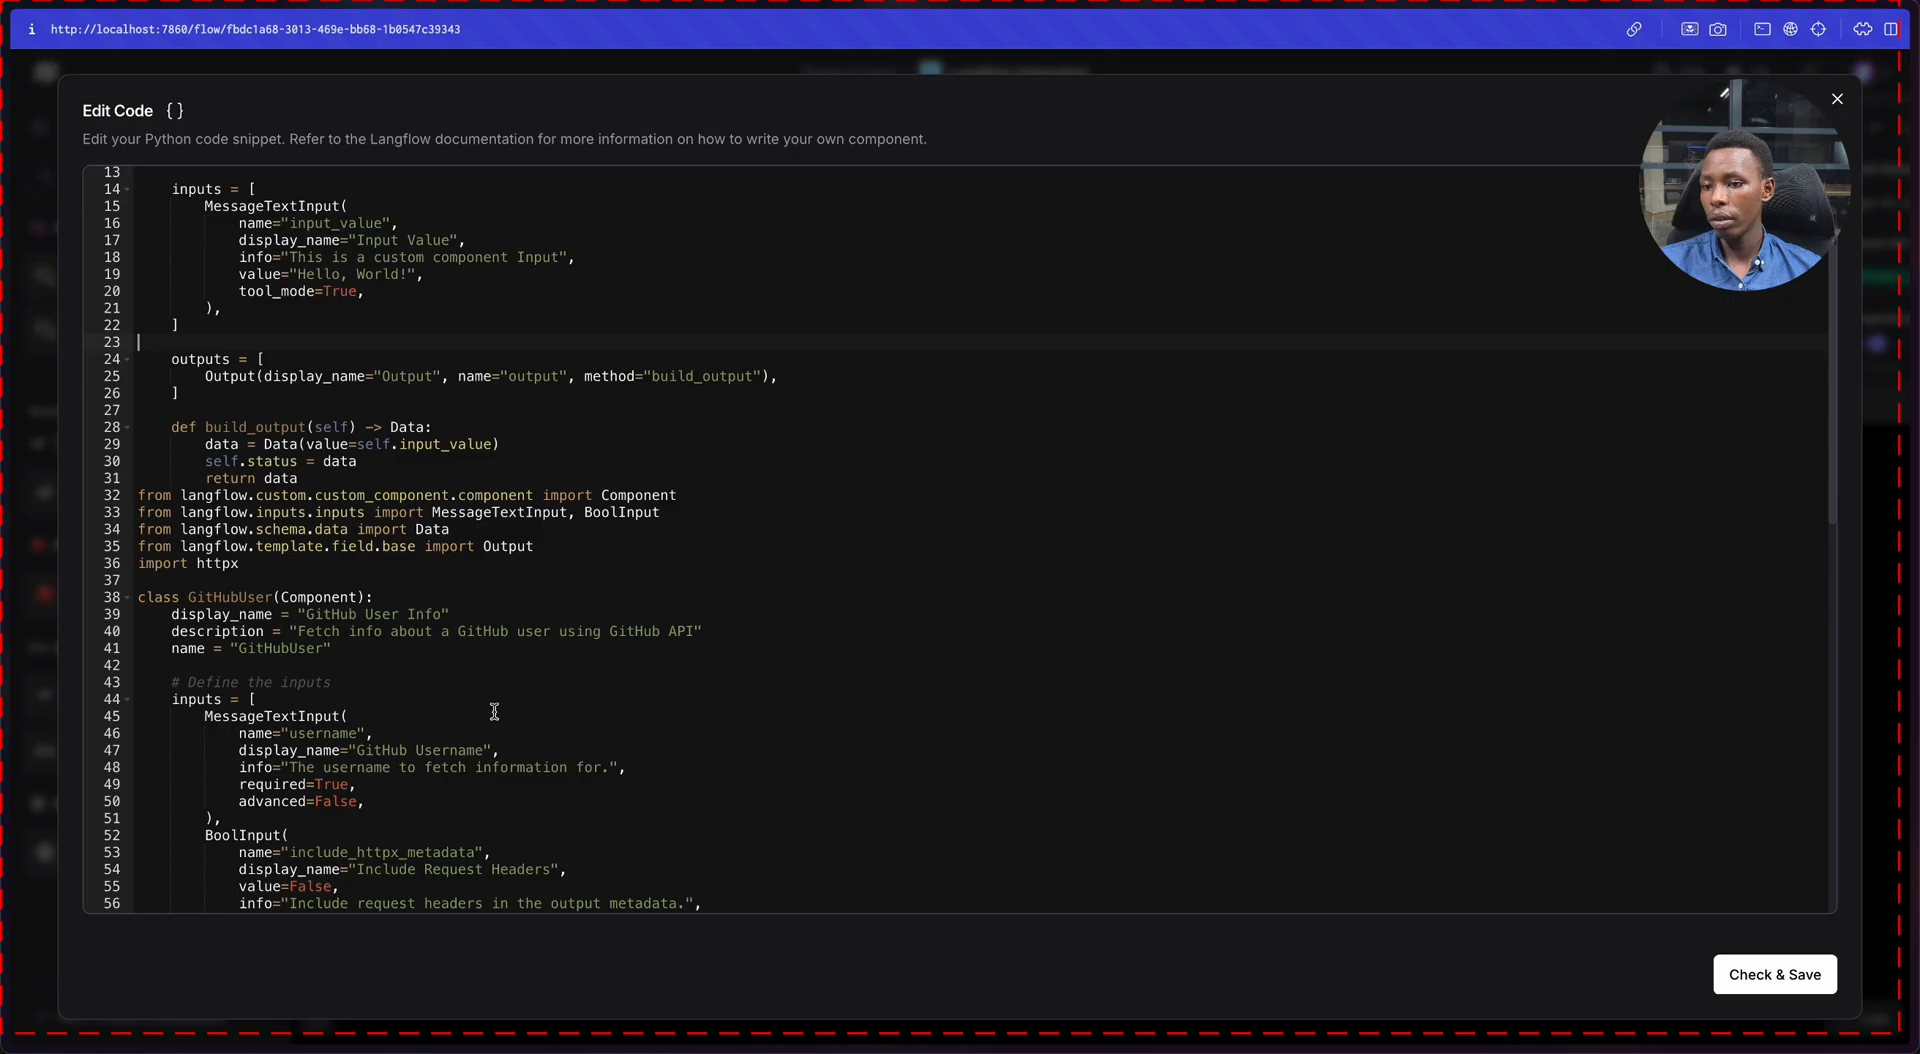 i http://localhost:7860/flow/fbdc1a68-3013-469e-bb68-1b0547c39343
Edit Code { }
Edit your Python code snippet. Refer to the Langflow documentation for more information on how to write your own component.
13
14 inputs = [
15 MessageTextInput(
16 name="input_value",
17 display_name="Input Value",
18 info="This is a custom component Input",
19 value="Hello, World!",
20 tool_mode=True,
21 ),
22 ]
23
24 outputs = [
25 Output(display_name="Output", name="output", method="build_output"),
26 ]
27
28 def build_output(self) -> Data:
29 data = Data(value=self.input_value)
30 self.status = data
31 return data
32 from langflow.custom.custom_component.component import Component
33 from langflow.inputs.inputs import MessageTextInput, BoolInput
34 from langflow.schema.data import Data
35 from langflow.template.field.base import Output
36 import httpx
37
38 class GitHubUser(Component):
39 display_name = "GitHub User Info"
40 description = "Fetch info about a GitHub user using GitHub API"
41 name = "GitHubUser"
42
43 # Define the inputs
44 inputs = [
45 MessageTextInput(
46 name="username",
47 display_name="GitHub Username",
48 info="The username to fetch information for.",
49 required=True,
50 advanced=False,
51 ),
52 BoolInput(
53 name="include_httpx_metadata",
54 display_name="Include Request Headers",
55 value=False,
56 info="Include request headers in the output metadata.",
Check & Save